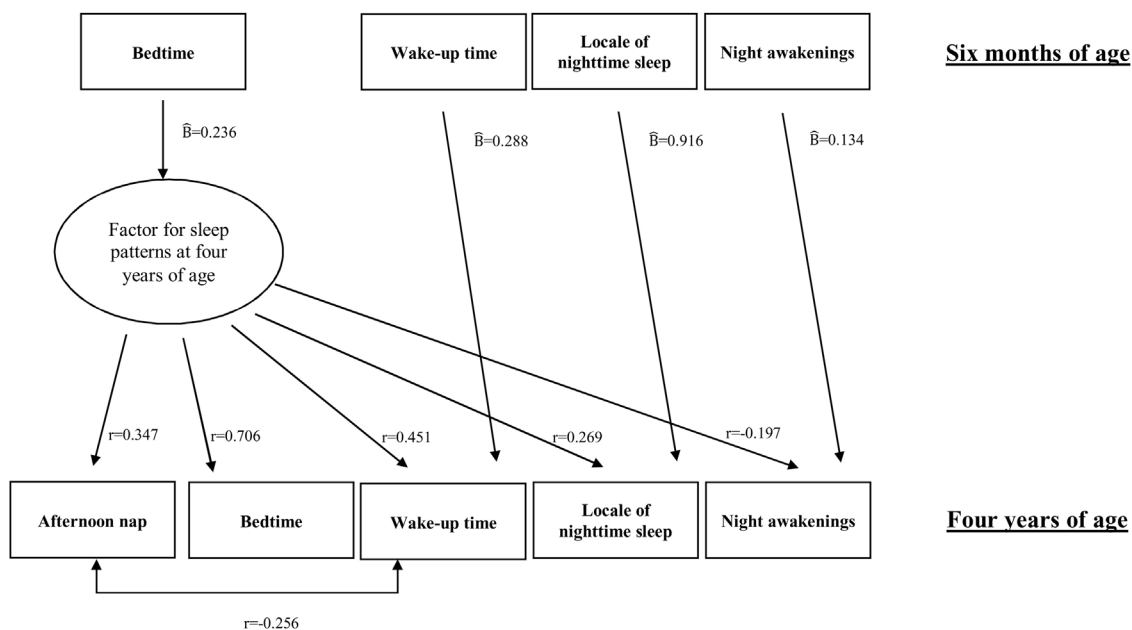 Bedtime
Wake-up time
Locale of
nighttime sleep
Night awakenings
Six months of age
B̂=0.236
B̂=0.288
B̂=0.916
B̂=0.134
Factor for sleep
patterns at four
years of age
r=0.347
r=0.706
r=0.451
r=0.269
r=-0.197
Afternoon nap
Bedtime
Wake-up time
Locale of
nighttime sleep
Night awakenings
Four years of age
r=-0.256